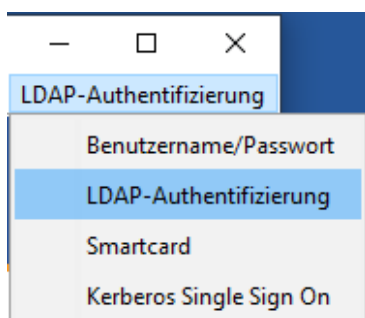 LDAP-Authentifizierung
Benutzername/Passwort
LDAP-Authentifizierung
Smartcard
Kerberos Single Sign On